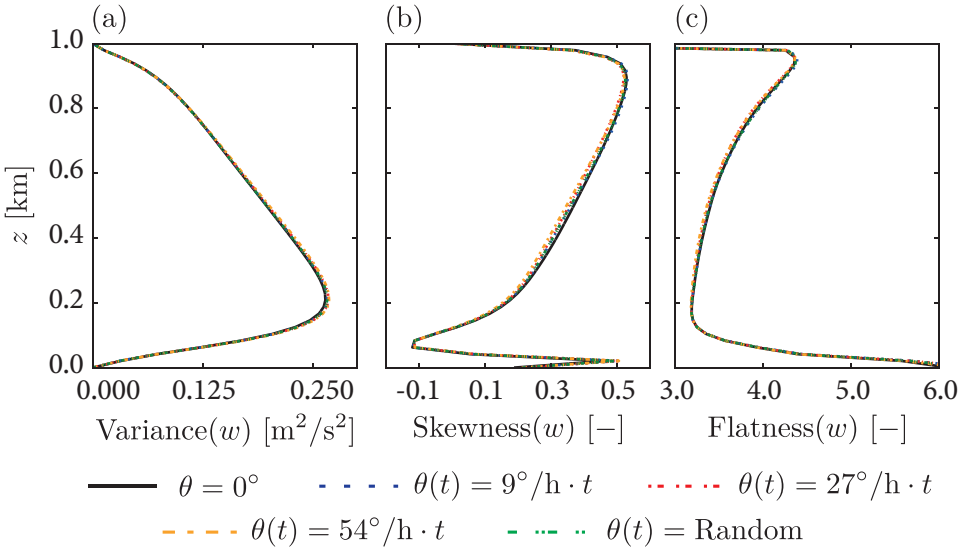 (a) (b) (c)
1.0
0.8
0.6
0.4
0.2
0.0
z [km]
0.000 0.125 0.250 -0.1 0.1 0.3 0.5 3.0 4.0 5.0 6.0
Variance(w) [m²/s²] Skewness(w) [−] Flatness(w) [−]
θ = 0° θ(t) = 9°/h · t θ(t) = 27°/h · t
θ(t) = 54°/h · t θ(t) = Random